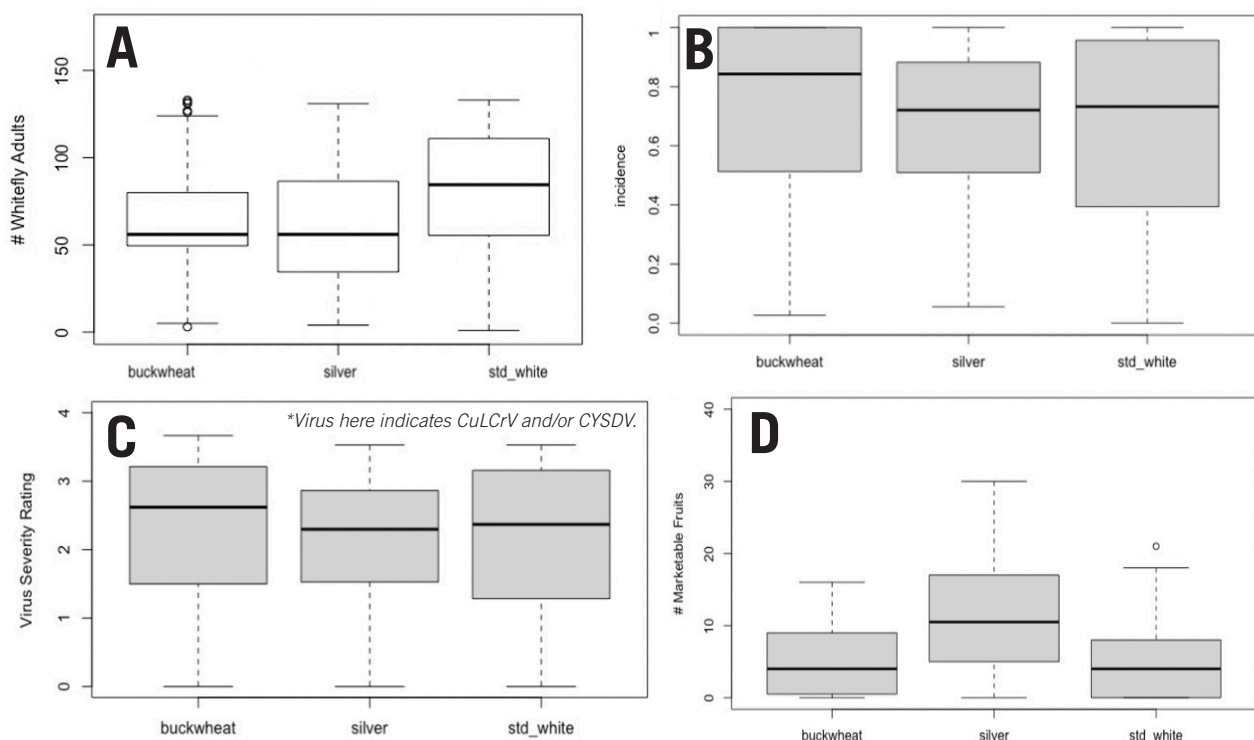 A
# Whitefly Adults
150
100
50
0
buckwheat silver std_white
B
incidence
1
0.8
0.6
0.4
0.2
0.0
buckwheat silver std_white
C
*Virus here indicates CuLCrV and/or CYSDV.
Virus Severity Rating
4
3
2
1
0
buckwheat silver std_white
D
# Marketable Fruits
40
30
20
10
0
buckwheat silver std_white